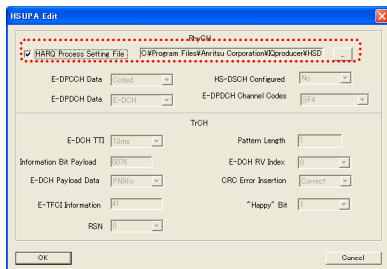 HSUPA Edit
PhyCH
HARQ Process Setting File C:¥Program Files¥Anritsu Corporation¥IQproducer¥HSD ...
E-DPCCH Data Coded HS-DSCH Configured No
E-DPDCH Data E-DCH E-DPDCH Channel Codes SF4
TrCH
E-DCH TTI 10ms Pattern Length 1
Information Bit Payload 5076 E-DCH RV Index 0
E-DCH Payload Data PN9fix CRC Error Insertion Correct
E-TFCI Information 41 "Happy" Bit 1
RSN 0
OK Cancel